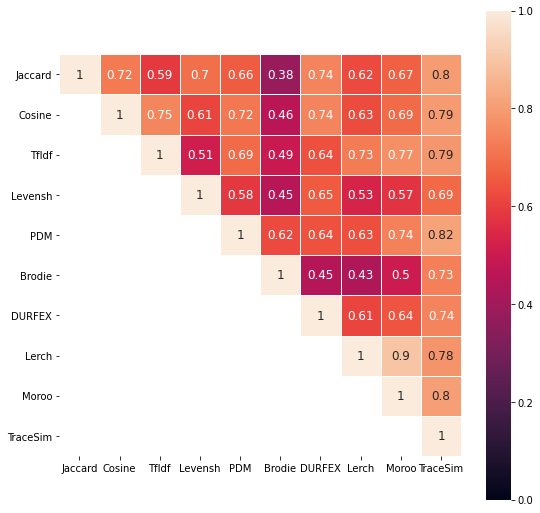 1.0
Jaccard 1 0.72 0.59 0.7 0.66 0.38 0.74 0.62 0.67 0.8
Cosine 1 0.75 0.61 0.72 0.46 0.74 0.63 0.69 0.79
0.8
TfIdf 1 0.51 0.69 0.49 0.64 0.73 0.77 0.79
Levensh 1 0.58 0.45 0.65 0.53 0.57 0.69
0.6
PDM 1 0.62 0.64 0.63 0.74 0.82
Brodie 1 0.45 0.43 0.5 0.73
0.4
DURFEX 1 0.61 0.64 0.74
Lerch 1 0.9 0.78
0.2
Moroo 1 0.8
TraceSim 1
Jaccard Cosine TfIdf Levensh PDM Brodie DURFEX Lerch Moroo TraceSim
0.0